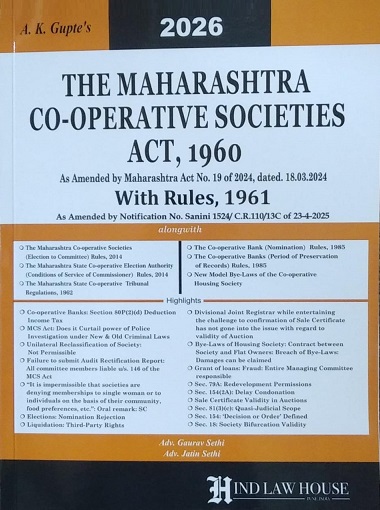 A. K. Gupte's
2026
THE MAHARASHTRA
CO-OPERATIVE SOCIETIES
ACT, 1960
As Amended by Maharashtra Act No. 19 of 2024, dated. 18.03.2024
With Rules, 1961
As Amended by Notification No. Sanini 1524/ C.R.110/13C of 23-4-2025
alongwith
The Maharashtra Co-operative Societies
(Election to Committee) Rules, 2014
The Maharashtra State Co-operative Election Authority
(Conditions of Service of Commissioner) Rules, 2014
The Maharashtra State Co-operative Tribunal
Regulations, 1962
The Co-operative Bank (Nomination) Rules, 1985
The Co-operative Banks (Period of Preservation
of Records) Rules, 1985
New Model Bye-Laws of the Co-operative
Housing Society
Highlights
Co-operative Banks: Section 80P(2)(d) Deduction
Income Tax
MCS Act: Does it Curtail power of Police
Investigation under New & Old Criminal Laws
Unilateral Reclassification of Society:
Not Permissible
Failure to submit Audit Rectification Report:
All committee members liable u/s. 146 of the
MCS Act
"It is impermissible that societies are
denying memberships to single woman or to
individuals on the basis of their community,
food preferences, etc.": Oral remark: SC
Elections: Nomination Rejection
Liquidation: Third-Party Rights
Divisional Joint Registrar while entertaining
the challenge to confirmation of Sale Certificate
has not gone into the issue with regard to
validity of Auction
Bye-Laws of Housing Society: Contract between
Society and Flat Owners: Breach of Bye-Laws:
Damages can be claimed
Grant of loans: Fraud: Entire Managing Committee
responsible
Sec. 79A: Redevelopment Permissions
Sec. 154(2A): Delay Condonation
Sale Certificate Validity in Auctions
Sec. 81(3)(c): Quasi-Judicial Scope
Sec. 154: 'Decision or Order' Defined
Sec. 18: Society Bifurcation Validity
Adv. Gaurav Sethi
Adv. Jatin Sethi
HIND LAW HOUSE